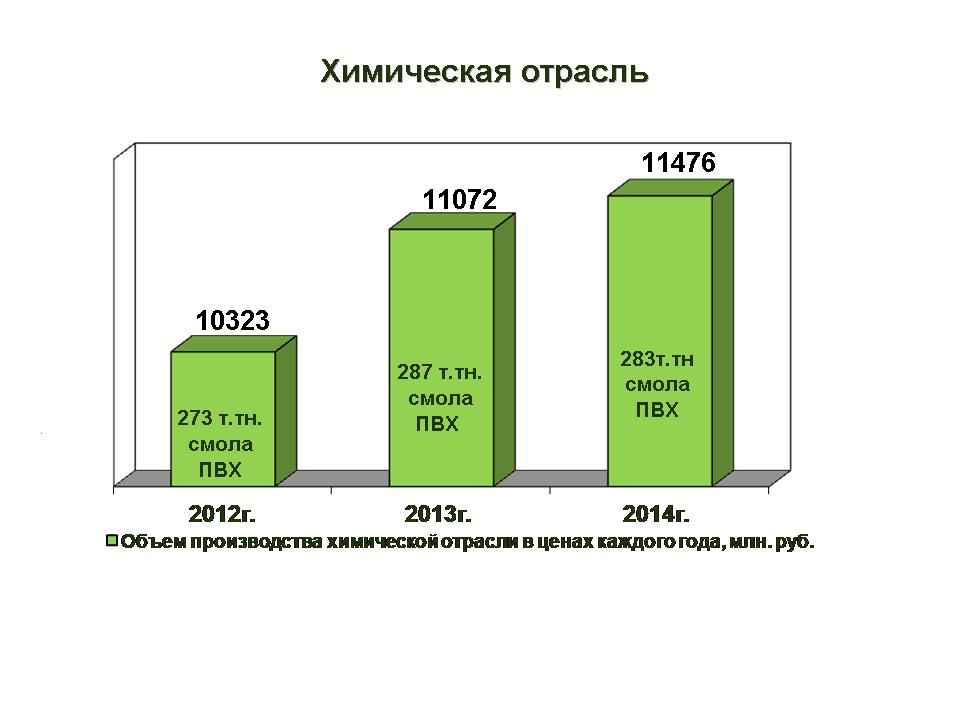 Химическая отрасль
11476
11072
10323
283т.тн
смола
ПВХ
287 т.тн.
смола
ПВХ
273 т.тн.
смола
ПВХ
2012г.
2013г.
2014г.
Объем производства химической отрасли в ценах каждого года, млн. руб.